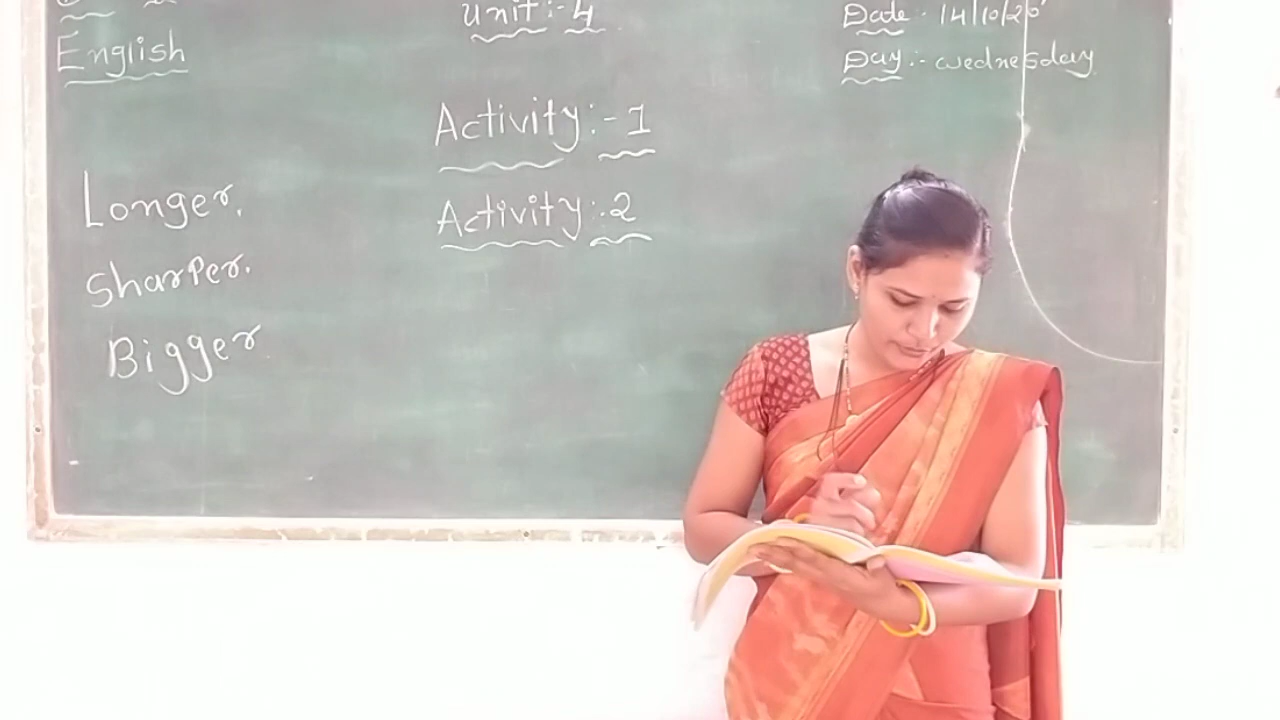 Unit:- 4
Date:- 14/10/20
English
Day:- Wednesday
Activity:- 1
Longer.
Activity:-2
Sharper.
Bigger